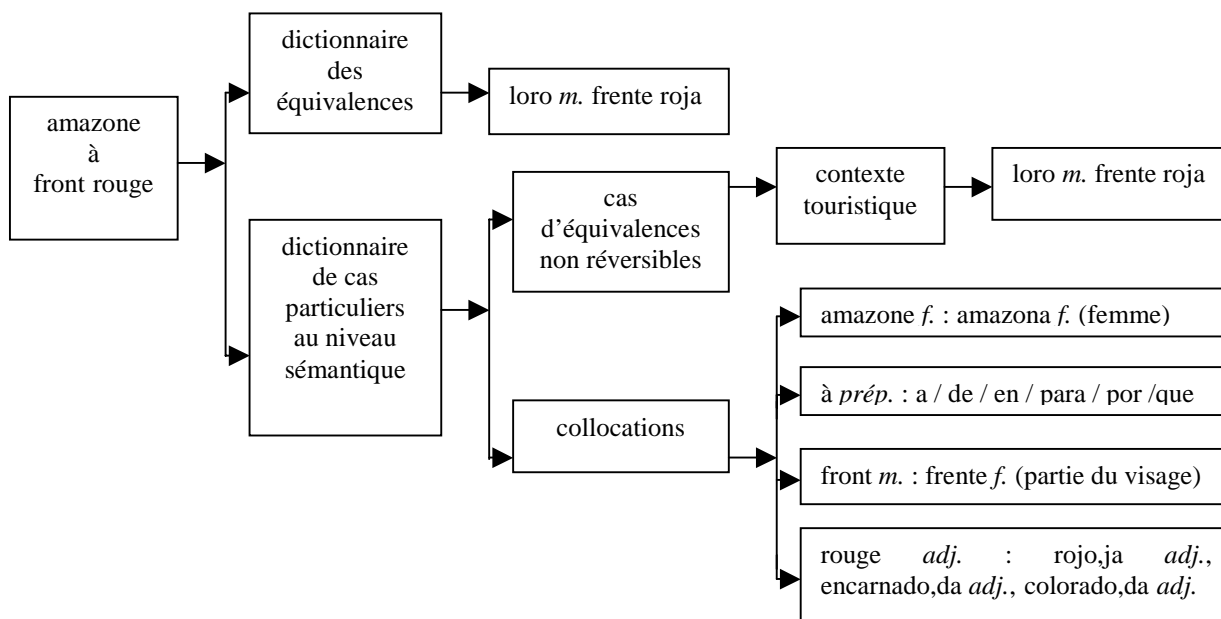 amazone
à
front rouge
dictionnaire
des
équivalences
loro m. frente roja
dictionnaire
de cas
particuliers
au niveau
sémantique
cas
d’équivalences
non réversibles
contexte
touristique
loro m. frente roja
collocations
amazone f. : amazona f. (femme)
à prép. : a / de / en / para / por /que
front m. : frente f. (partie du visage)
rouge adj. : rojo,ja adj.,
encarnado,da adj., colorado,da adj.